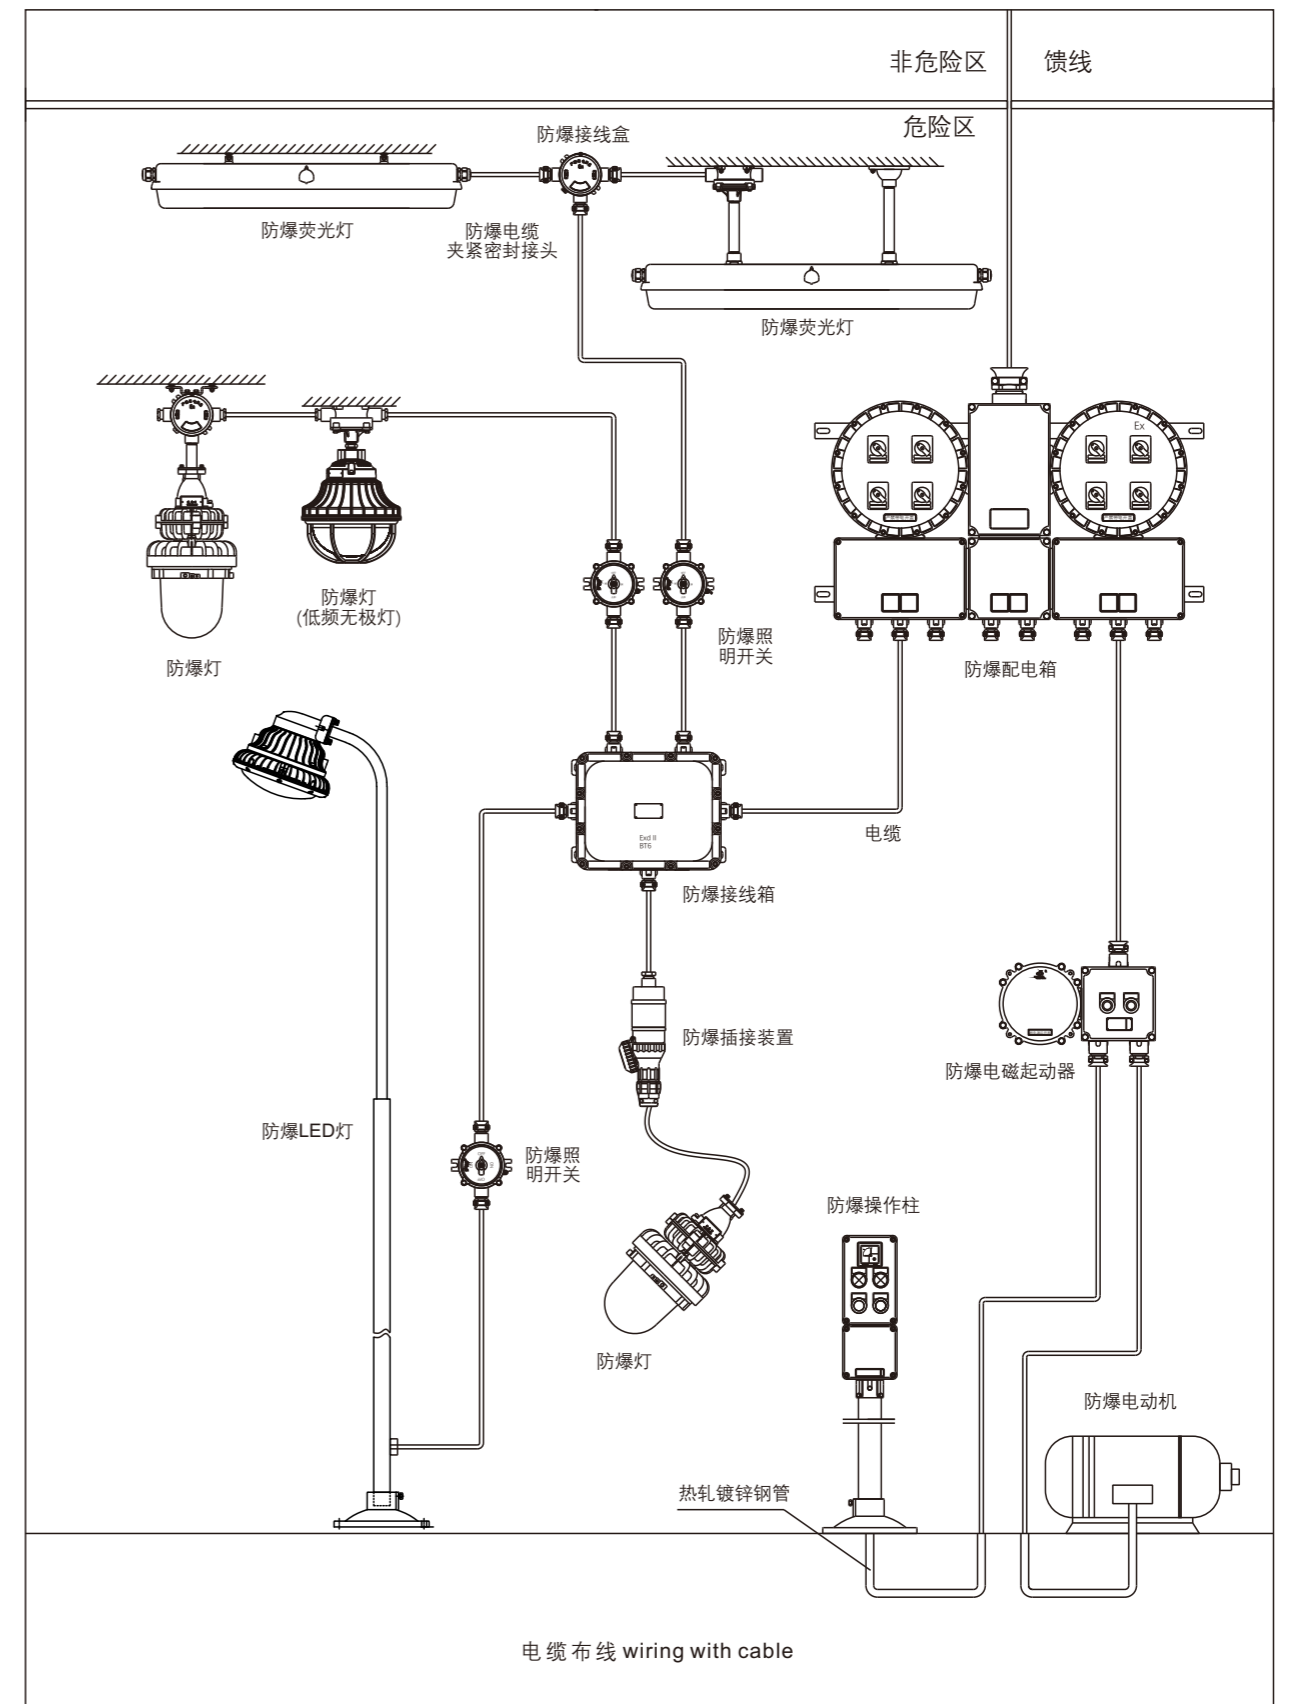 非危险区 馈线
危险区
防爆接线盒
防爆荧光灯
防爆电缆
夹紧密封接头
防爆荧光灯
Ex
防爆灯
(低频无极灯)
防爆灯
防爆照
明开关
防爆配电箱
Exd II
BT6
电缆
防爆接线箱
防爆插接装置
防爆电磁起动器
防爆LED灯
防爆照
明开关
防爆操作柱
防爆灯
防爆电动机
热轧镀锌钢管
电缆布线 wiring with cable